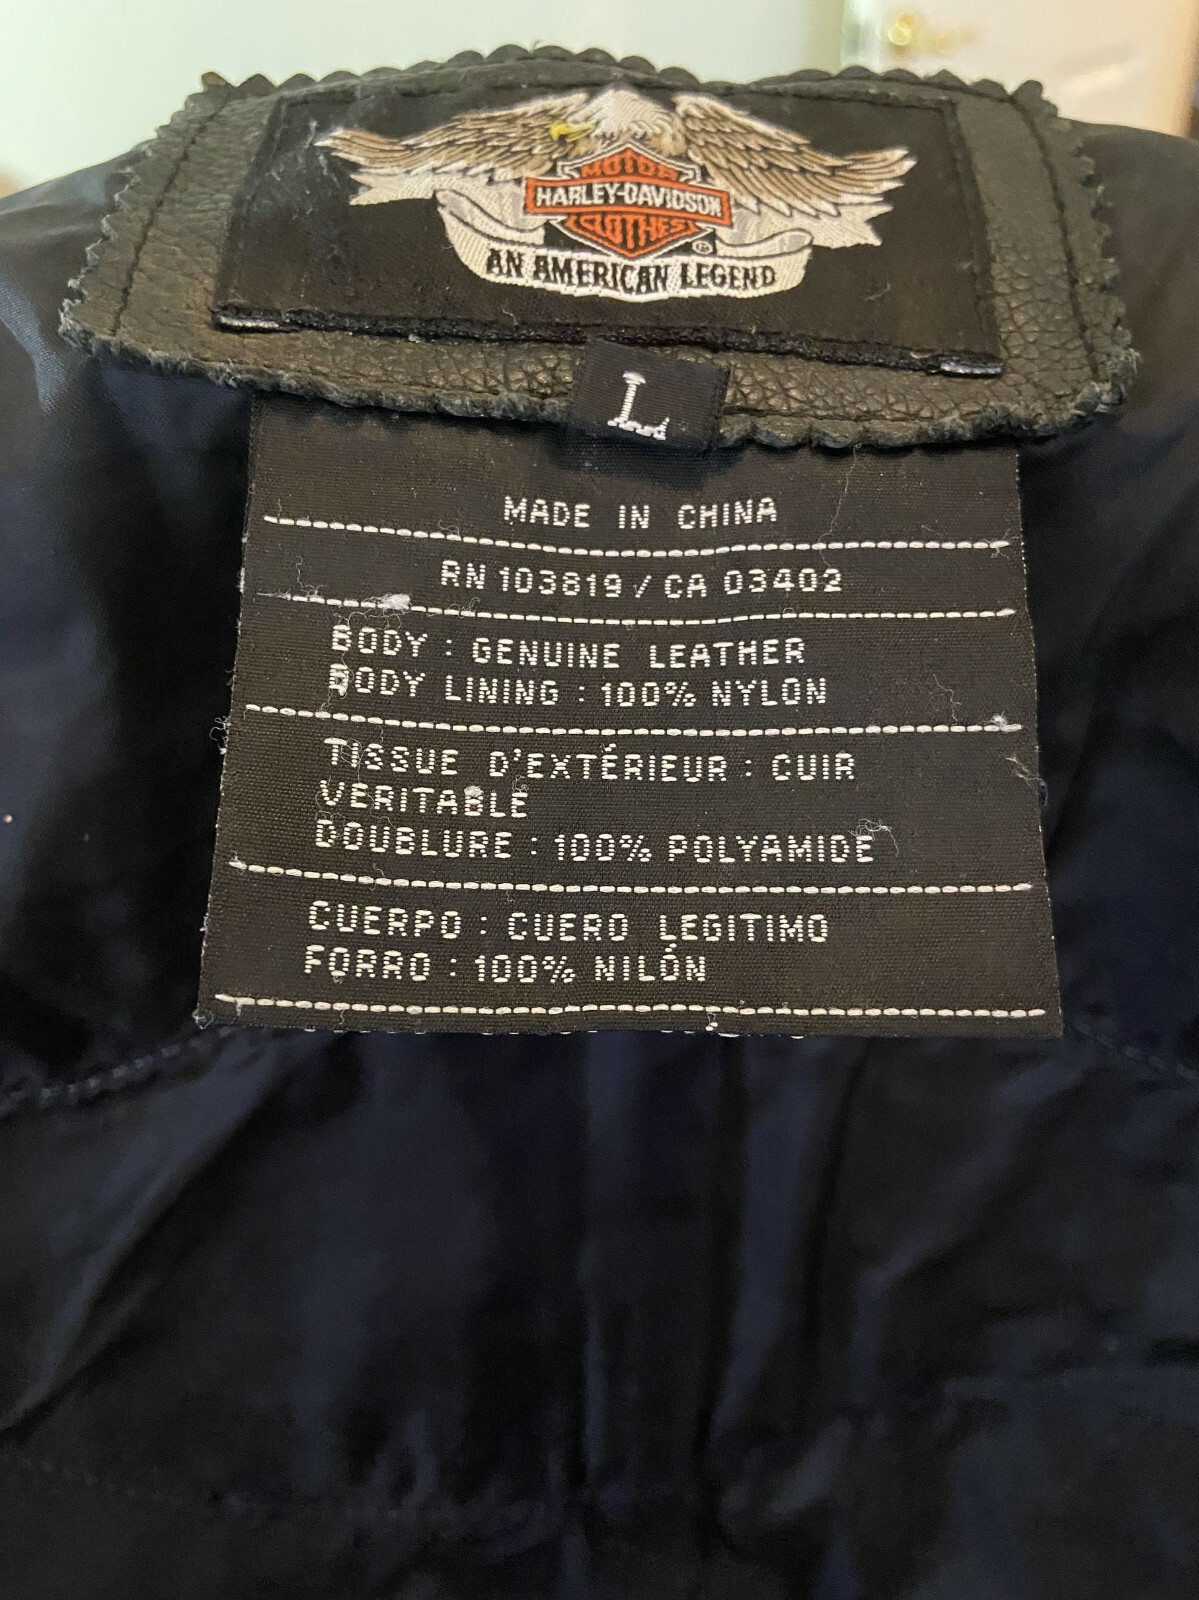 MOTOR
HARLEY-DAVIDSON
CLOTHES
®
AN AMERICAN LEGEND
L
MADE IN CHINA
RN 103819 / CA 03402
BODY : GENUINE LEATHER
BODY LINING : 100% NYLON
TISSUE D'EXTÉRIEUR : CUIR
VERITABLE
DOUBLURE : 100% POLYAMIDE
CUERPO : CUERO LEGITIMO
FORRO : 100% NILÓN